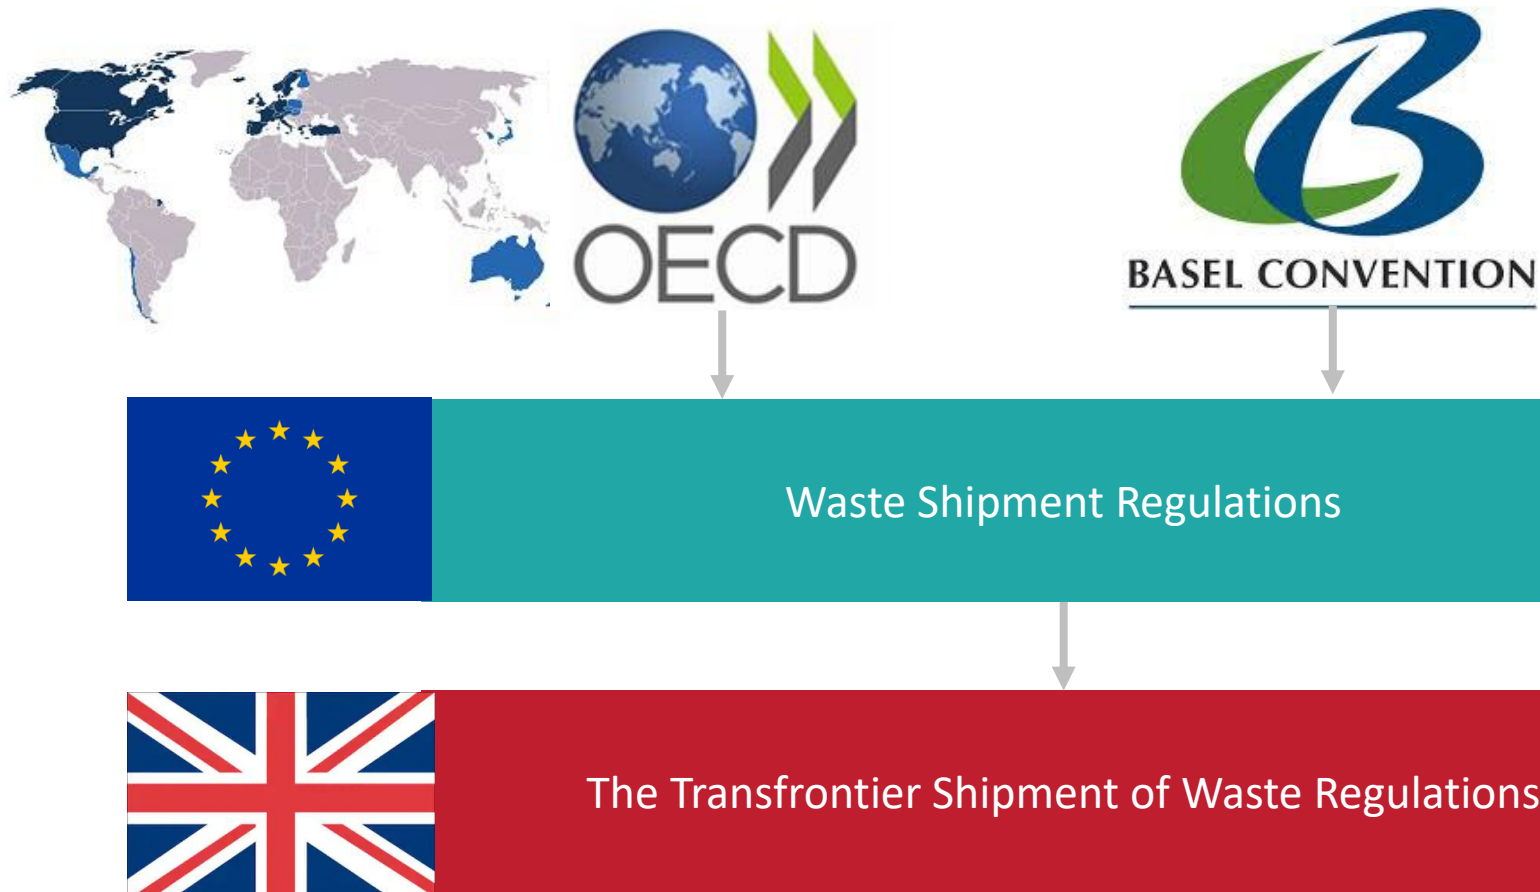 OECD
BASEL CONVENTION
Waste Shipment Regulations
The Transfrontier Shipment of Waste Regulations